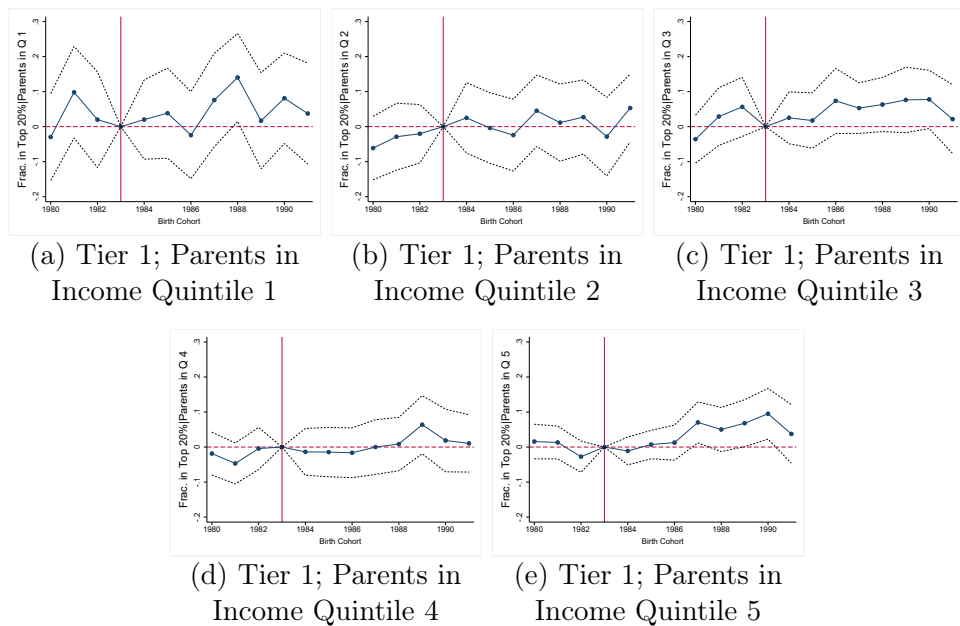 Frac. in Top 20%|Parents in Q 1
.3
.2
.1
0
-.1
-.2
1980 1982 1984 1986 1988 1990
Birth Cohort
(a) Tier 1; Parents in
Income Quintile 1
Frac. in Top 20%|Parents in Q 2
.3
.2
.1
0
-.1
-.2
1980 1982 1984 1986 1988 1990
Birth Cohort
(b) Tier 1; Parents in
Income Quintile 2
Frac. in Top 20%|Parents in Q 3
.3
.2
.1
0
-.1
-.2
1980 1982 1984 1986 1988 1990
Birth Cohort
(c) Tier 1; Parents in
Income Quintile 3
Frac. in Top 20%|Parents in Q 4
.3
.2
.1
0
-.1
-.2
1980 1982 1984 1986 1988 1990
Birth Cohort
(d) Tier 1; Parents in
Income Quintile 4
Frac. in Top 20%|Parents in Q 5
.3
.2
.1
0
-.1
-.2
1980 1982 1984 1986 1988 1990
Birth Cohort
(e) Tier 1; Parents in
Income Quintile 5